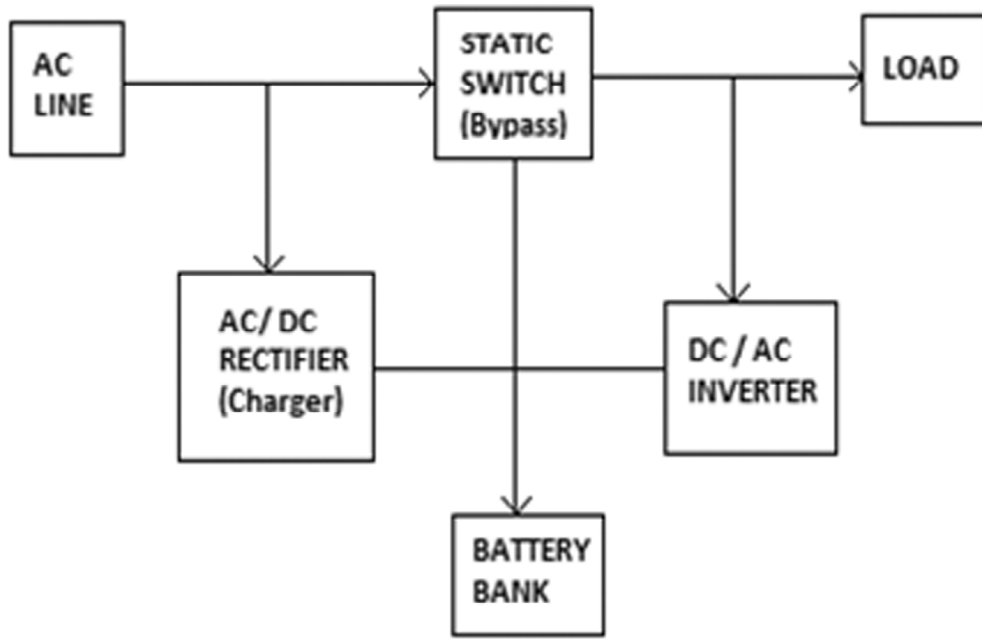 AC
LINE
STATIC
SWITCH
(Bypass)
LOAD
AC/ DC
RECTIFIER
(Charger)
DC / AC
INVERTER
BATTERY
BANK